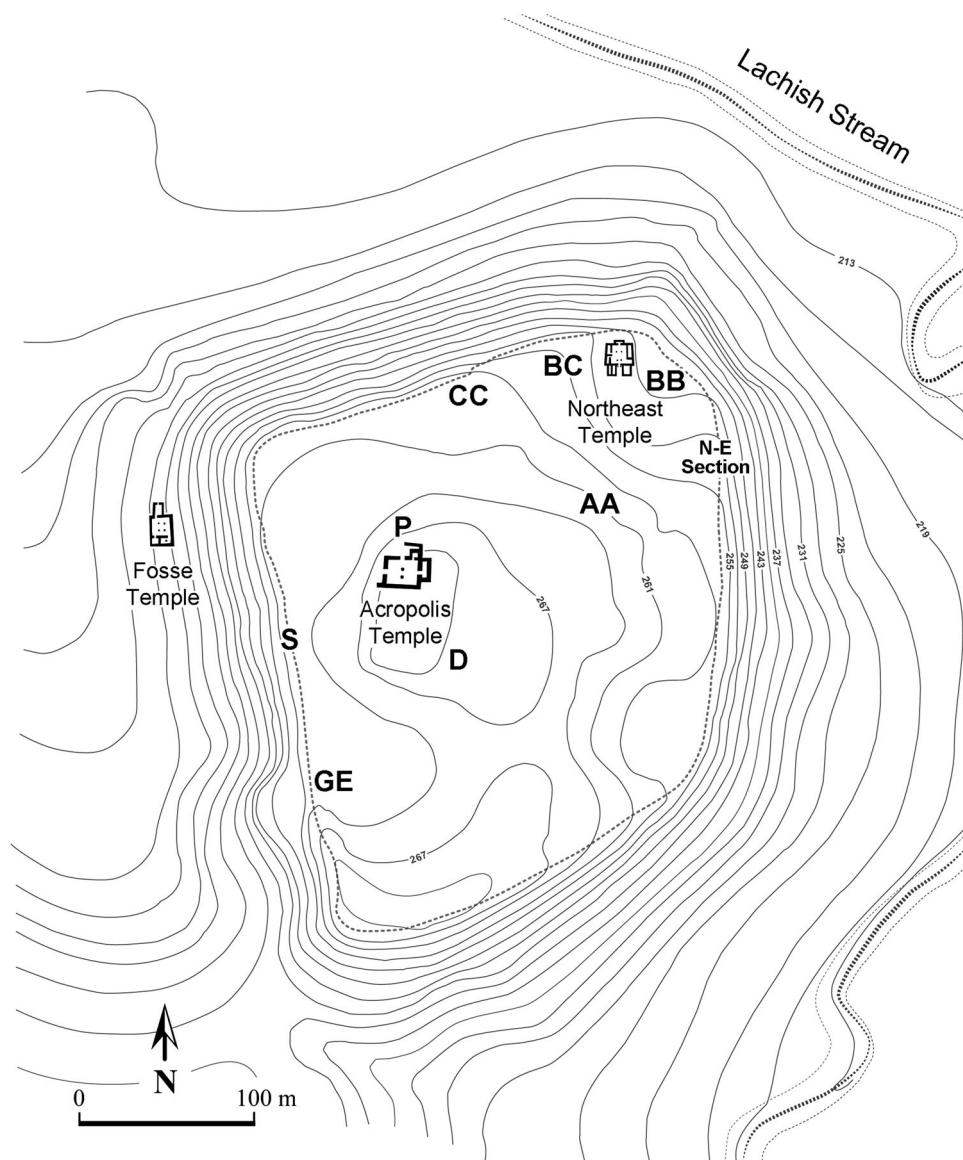 Lachish Stream
213
BC
BB
CC
Northeast
Temple
N-E
Section
AA
P
219
Fosse
Temple
Acropolis
Temple
255
249
243
237
231
225
267
261
S
D
GE
267
N
0
100 m